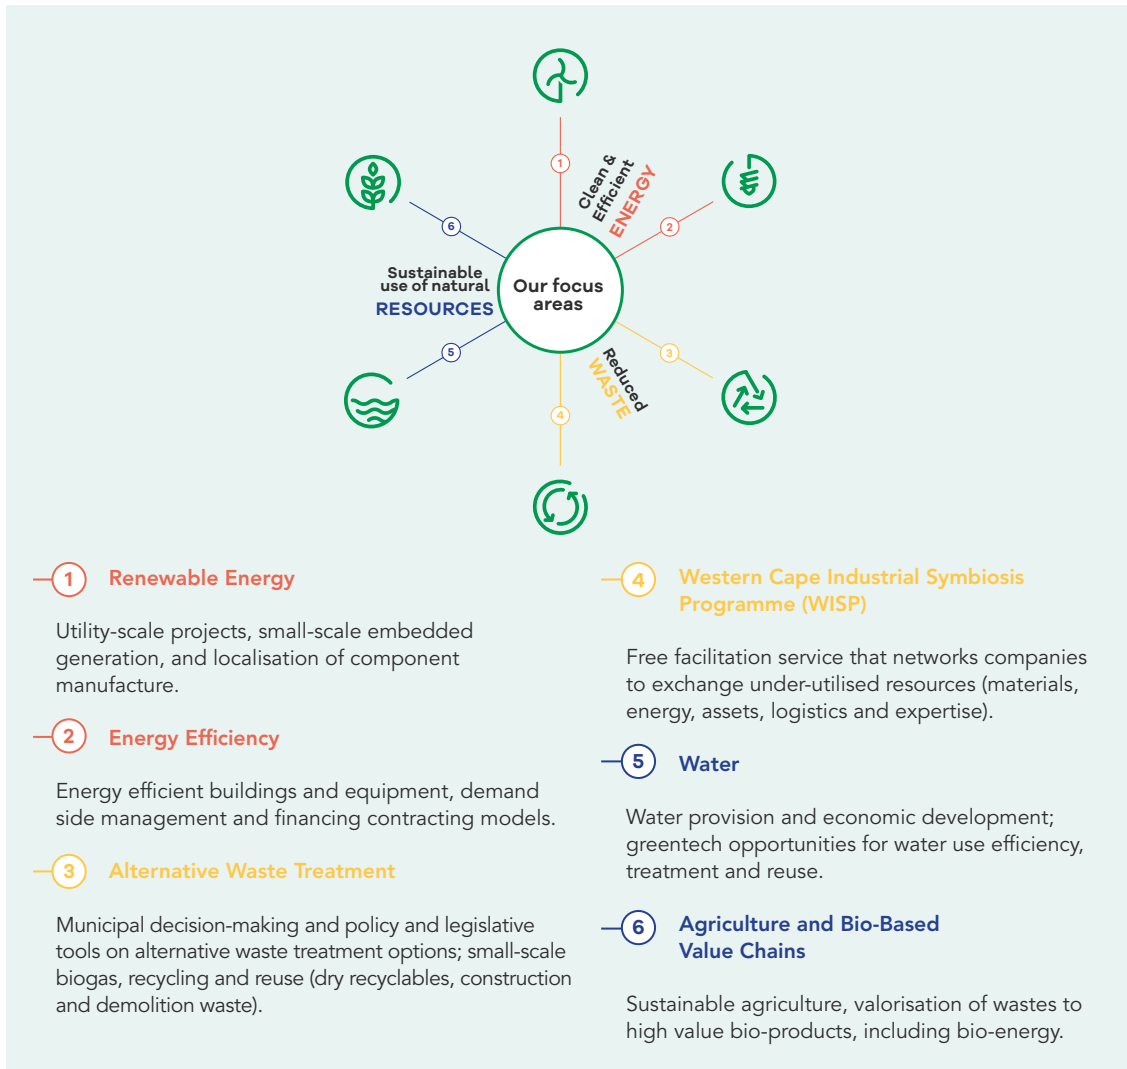 1
Clean &
Efficient
ENERGY
2
6
Sustainable
use of natural
RESOURCES
Our focus
areas
5
3
Reduced
WASTE
4
1 Renewable Energy
Utility-scale projects, small-scale embedded
generation, and localisation of component
manufacture.
2 Energy Efficiency
Energy efficient buildings and equipment, demand
side management and financing contracting models.
3 Alternative Waste Treatment
Municipal decision-making and policy and legislative
tools on alternative waste treatment options; small-scale
biogas, recycling and reuse (dry recyclables, construction
and demolition waste).
4 Western Cape Industrial Symbiosis
Programme (WISP)
Free facilitation service that networks companies
to exchange under-utilised resources (materials,
energy, assets, logistics and expertise).
5 Water
Water provision and economic development;
greentech opportunities for water use efficiency,
treatment and reuse.
6 Agriculture and Bio-Based
Value Chains
Sustainable agriculture, valorisation of wastes to
high value bio-products, including bio-energy.